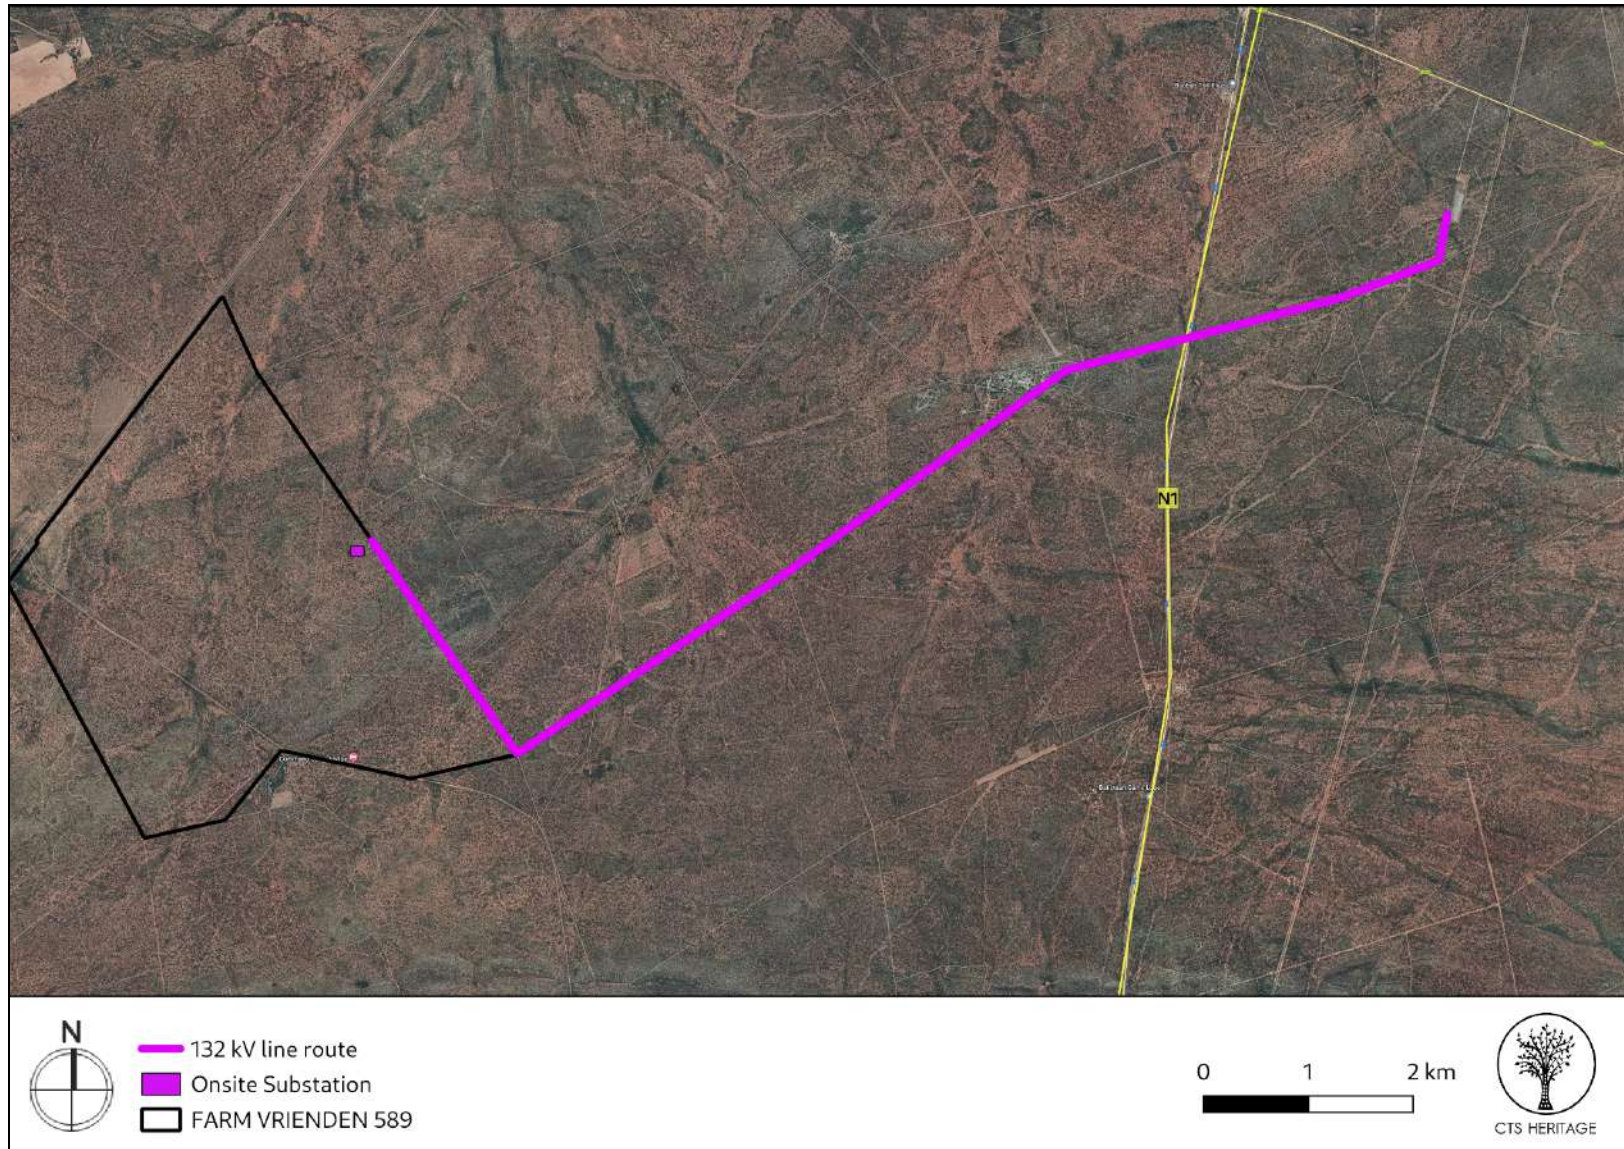 N1
N
132 kV line route
Onsite Substation
FARM VRIENDEN 589
0 1 2 km
CTS HERITAGE